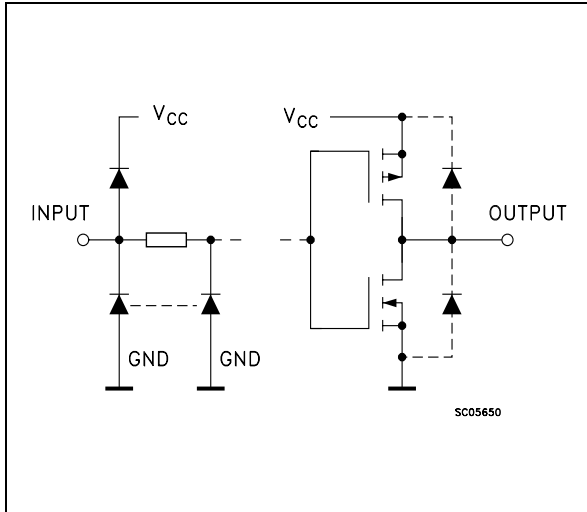 VCC
VCC
INPUT
OUTPUT
GND
GND
SC05650